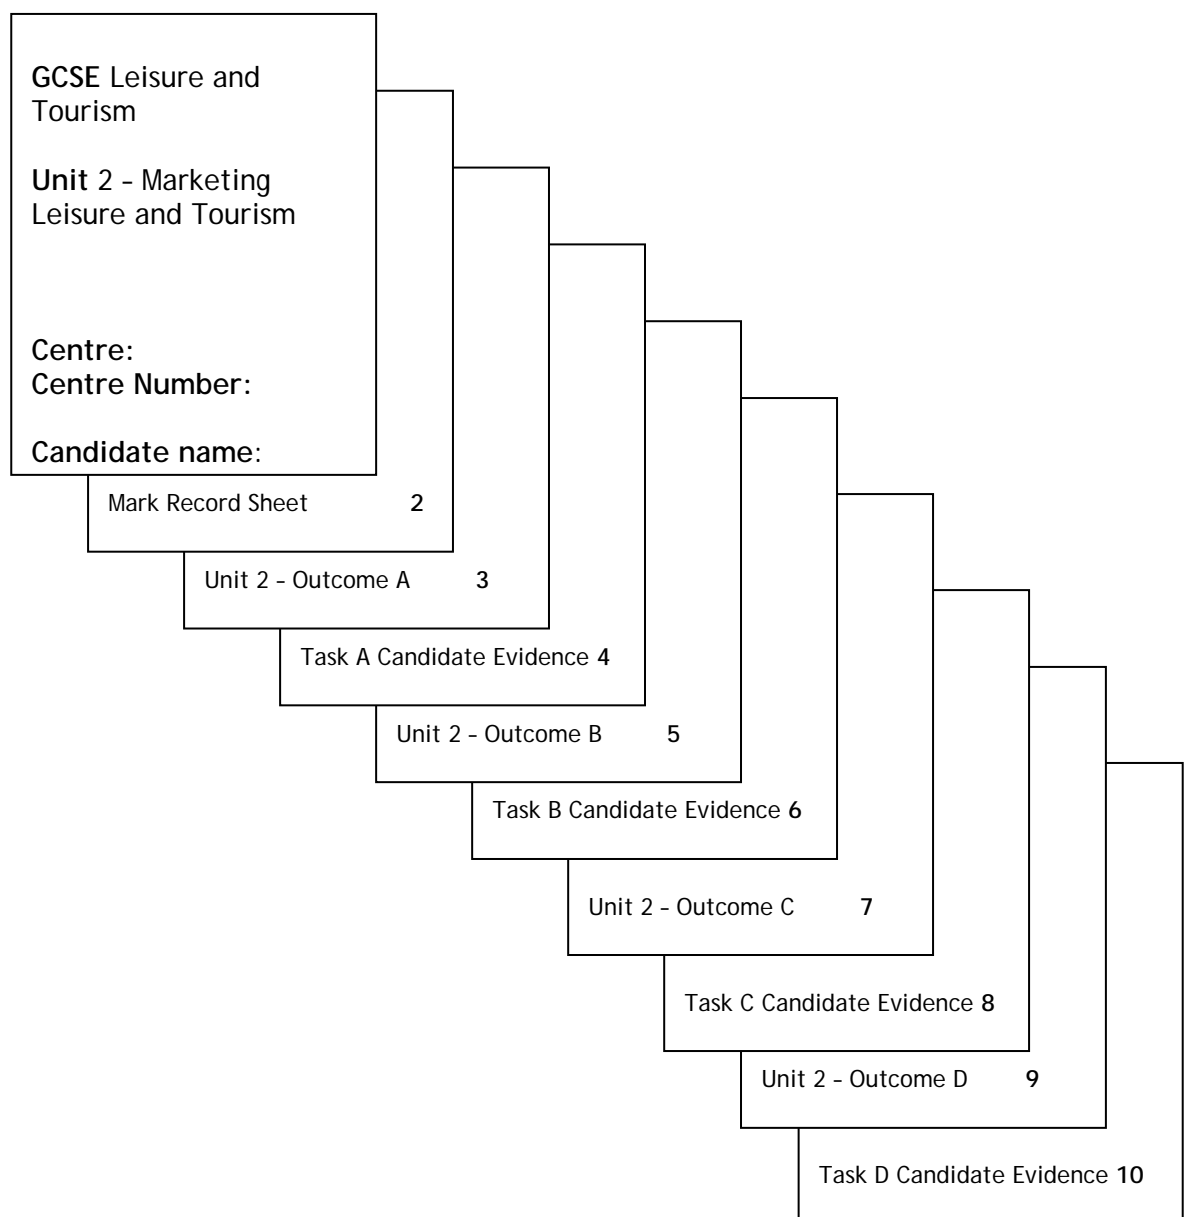 GCSE Leisure and
Tourism
Unit 2 – Marketing
Leisure and Tourism
Centre:
Centre Number:
Candidate name:
Mark Record Sheet 2
Unit 2 – Outcome A 3
Task A Candidate Evidence 4
Unit 2 – Outcome B 5
Task B Candidate Evidence 6
Unit 2 – Outcome C 7
Task C Candidate Evidence 8
Unit 2 – Outcome D 9
Task D Candidate Evidence 10